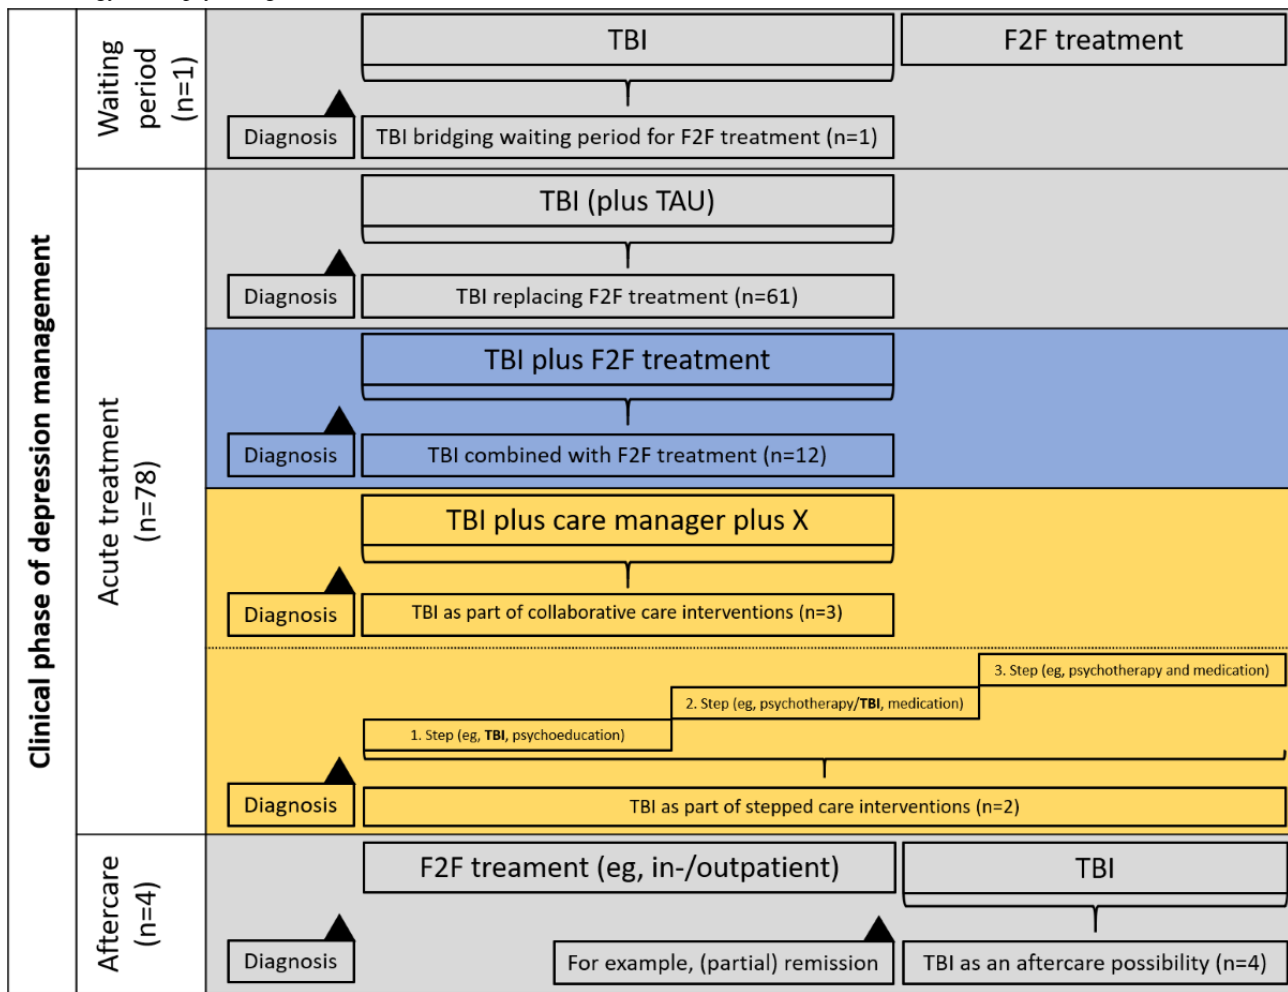 Clinical phase of depression management
Waiting
period
(n=1)
TBI
F2F treatment
Diagnosis
TBI bridging waiting period for F2F treatment (n=1)
Acute treatment
(n=78)
TBI (plus TAU)
Diagnosis
TBI replacing F2F treatment (n=61)
TBI plus F2F treatment
Diagnosis
TBI combined with F2F treatment (n=12)
TBI plus care manager plus X
Diagnosis
TBI as part of collaborative care interventions (n=3)
3. Step (eg, psychotherapy and medication)
2. Step (eg, psychotherapy/TBI, medication)
1. Step (eg, TBI, psychoeducation)
Diagnosis
TBI as part of stepped care interventions (n=2)
Aftercare
(n=4)
F2F treament (eg, in-/outpatient)
TBI
Diagnosis
For example, (partial) remission
TBI as an aftercare possibility (n=4)